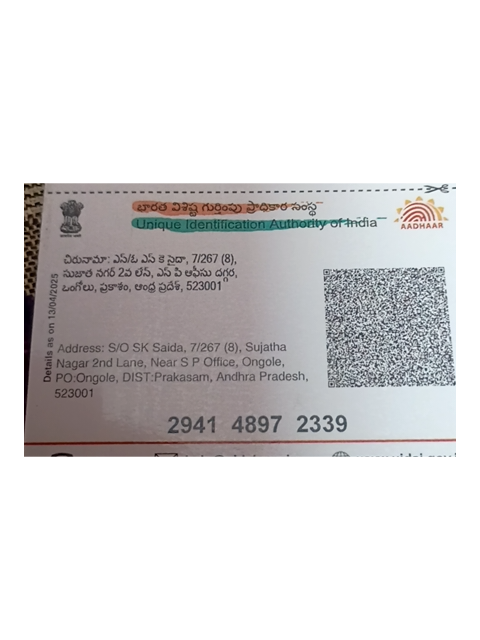 భారత విశిష్ట గుర్తింపు ప్రాధికార సంస్థ
Unique Identification Authority of India
AADHAAR
చిరునామా: ఎస్/ఓ ఎస్ కె సైదా, 7/267 (8),
సుజాత నగర్ 2వ లేన్, ఎస్ పి ఆఫీసు దగ్గర,
ఒంగోలు, ప్రకాశం, ఆంధ్ర ప్రదేశ్, 523001
Details as on 13/04/2025
Address: S/O SK Saida, 7/267 (8), Sujatha
Nagar 2nd Lane, Near S P Office, Ongole,
PO:Ongole, DIST:Prakasam, Andhra Pradesh,
523001
2941 4897 2339